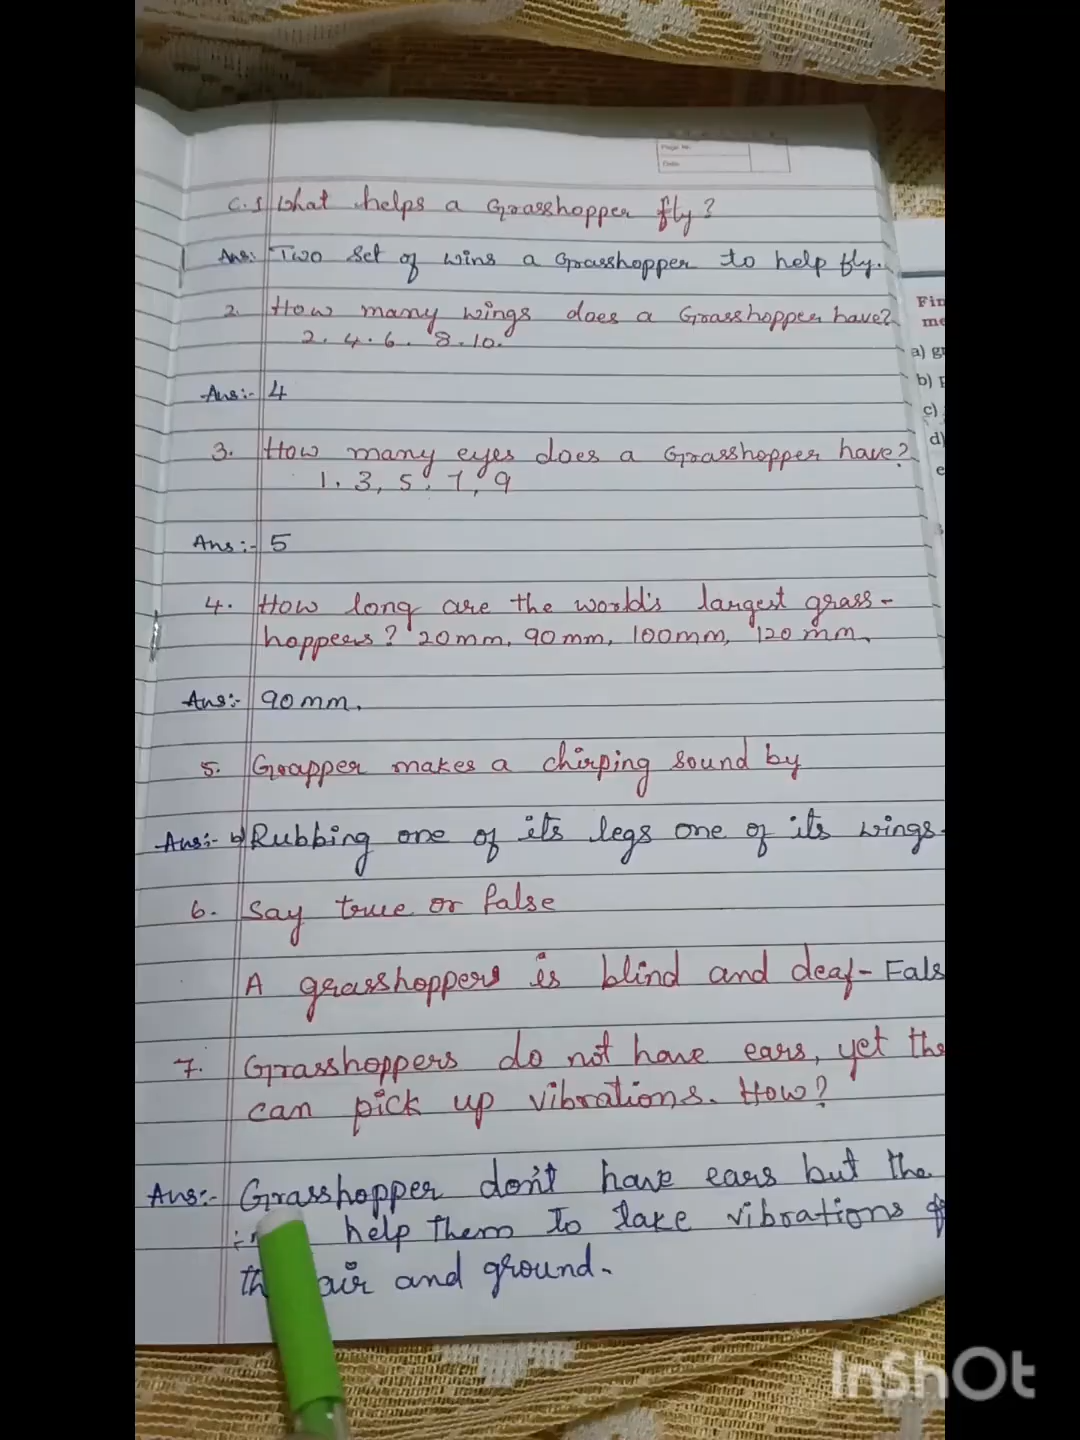 Page No.
Date
C.1 What helps a Grasshopper fly?
Ans: Two set of wins a Grasshopper to help fly.
2. How many wings does a Grasshopper have?
2. 4. 6. 8. 10.
Ans:- 4
3. How many eyes does a Grasshopper have?
1. 3, 5. 7, 9
Ans:- 5
4. How long are the world's largest grass-
hoppers? 20mm, 90mm, 100mm, 120mm.
Ans:- 90mm.
5. Grapper makes a chirping sound by
Ans:- b) Rubbing one of its legs one of its wings.
6. Say true or false
A grasshoppers is blind and deaf - Fals
7. Grasshoppers do not have ears, yet the
can pick up vibrations. How?
Ans:- Grasshopper don't have ears but the
help them to take vibrations
air and ground.
Fin
a)
b)
c)
d)
e
InShOt